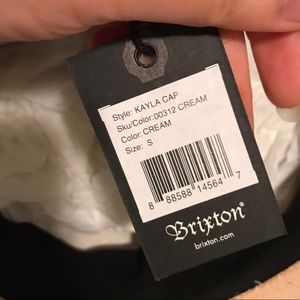 Style: KAYLA CAP
Sku/Color:00312 CREAM
Color: CREAM
Size: S
8 88588 14564 7
Brixton
brixton.com